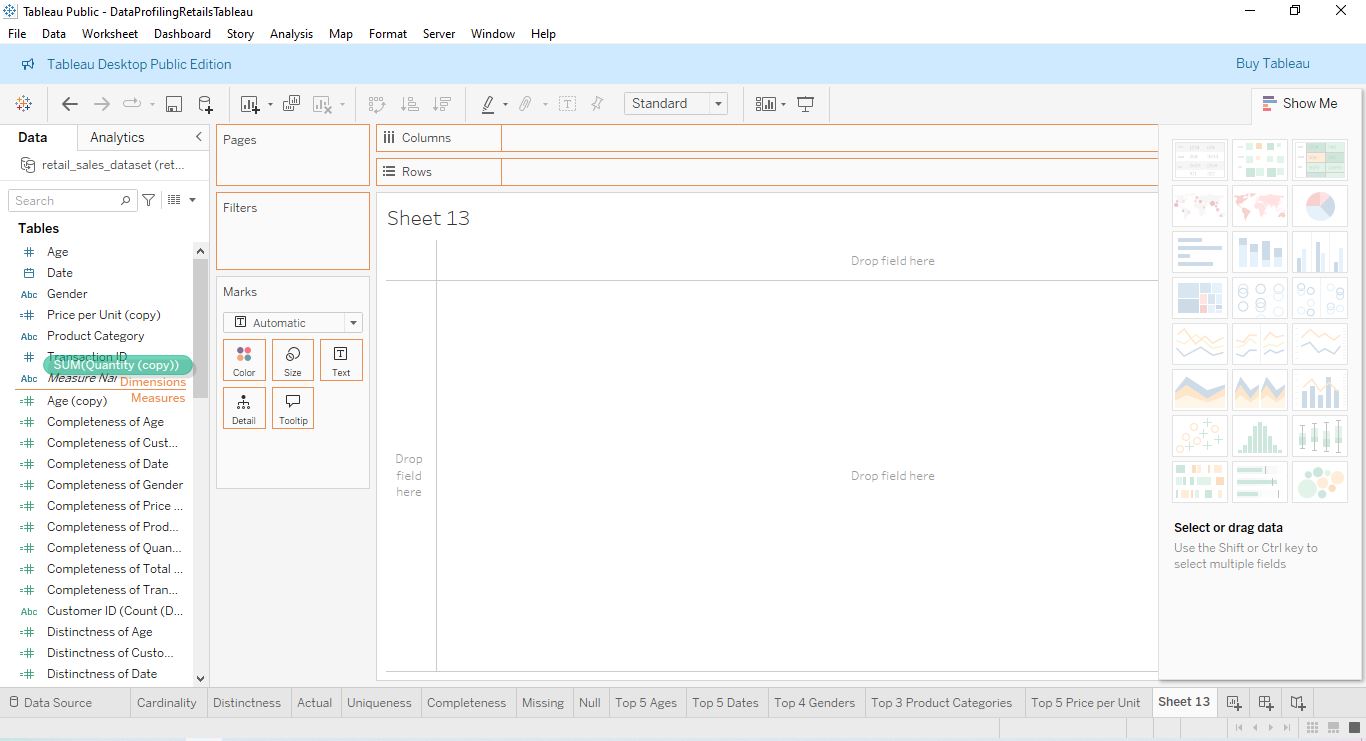 Tableau Public - DataProfilingRetailsTableau
File Data Worksheet Dashboard Story Analysis Map Format Server Window Help
Tableau Desktop Public Edition Buy Tableau
Standard
Show Me
Data Analytics
retail_sales_dataset (ret...
Search
Tables
Age
Date
Abc Gender
Price per Unit (copy)
Abc Product Category
Transaction ID
SUM(Quantity (copy))
Abc Measure Nar
Dimensions
Measures
Age (copy)
Completeness of Age
Completeness of Cust...
Completeness of Date
Completeness of Gender
Completeness of Price ...
Completeness of Prod...
Completeness of Quan...
Completeness of Total ...
Completeness of Tran...
Abc Customer ID (Count (D...
Distinctness of Age
Distinctness of Custo...
Distinctness of Date
Pages
Filters
Marks
Automatic
Color Size Text
Detail Tooltip
Columns
Rows
Sheet 13
Drop field here
Drop
field
here
Drop field here
Select or drag data
Use the Shift or Ctrl key to
select multiple fields
Data Source Cardinality Distinctness Actual Uniqueness Completeness Missing Null Top 5 Ages Top 5 Dates Top 4 Genders Top 3 Product Categories Top 5 Price per Unit Sheet 13